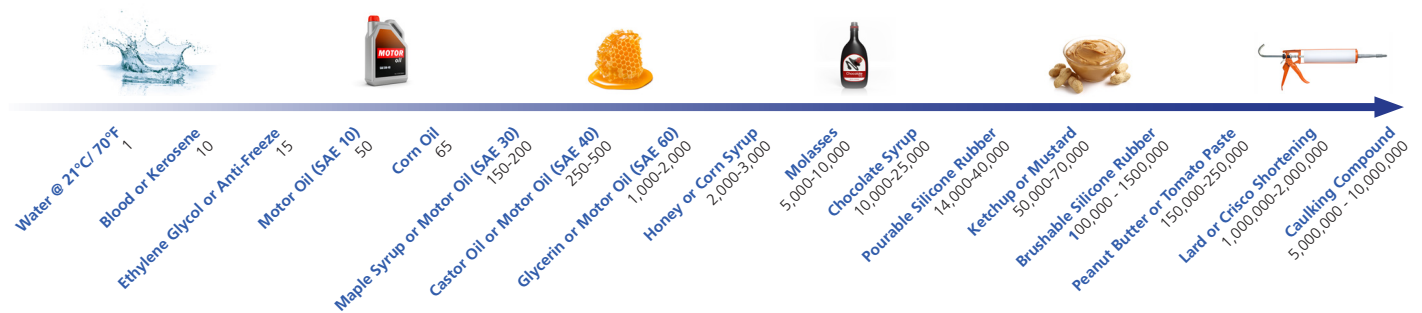 MOTOR
oil
Chocolate
Water @ 21°C/ 70°F
1
Blood or Kerosene
10
Ethylene Glycol or Anti-Freeze
15
Motor Oil (SAE 10)
50
Corn Oil
65
Maple Syrup or Motor Oil (SAE 30)
150-200
Castor Oil or Motor Oil (SAE 40)
250-500
Glycerin or Motor Oil (SAE 60)
1,000-2,000
Honey or Corn Syrup
2,000-3,000
Molasses
5,000-10,000
Chocolate Syrup
10,000-25,000
Pourable Silicone Rubber
14,000-40,000
Ketchup or Mustard
50,000-70,000
Brushable Silicone Rubber
100,000 - 1500,000
Peanut Butter or Tomato Paste
150,000-250,000
Lard or Crisco Shortening
1,000,000-2,000,000
Caulking Compound
5,000,000 - 10,000,000